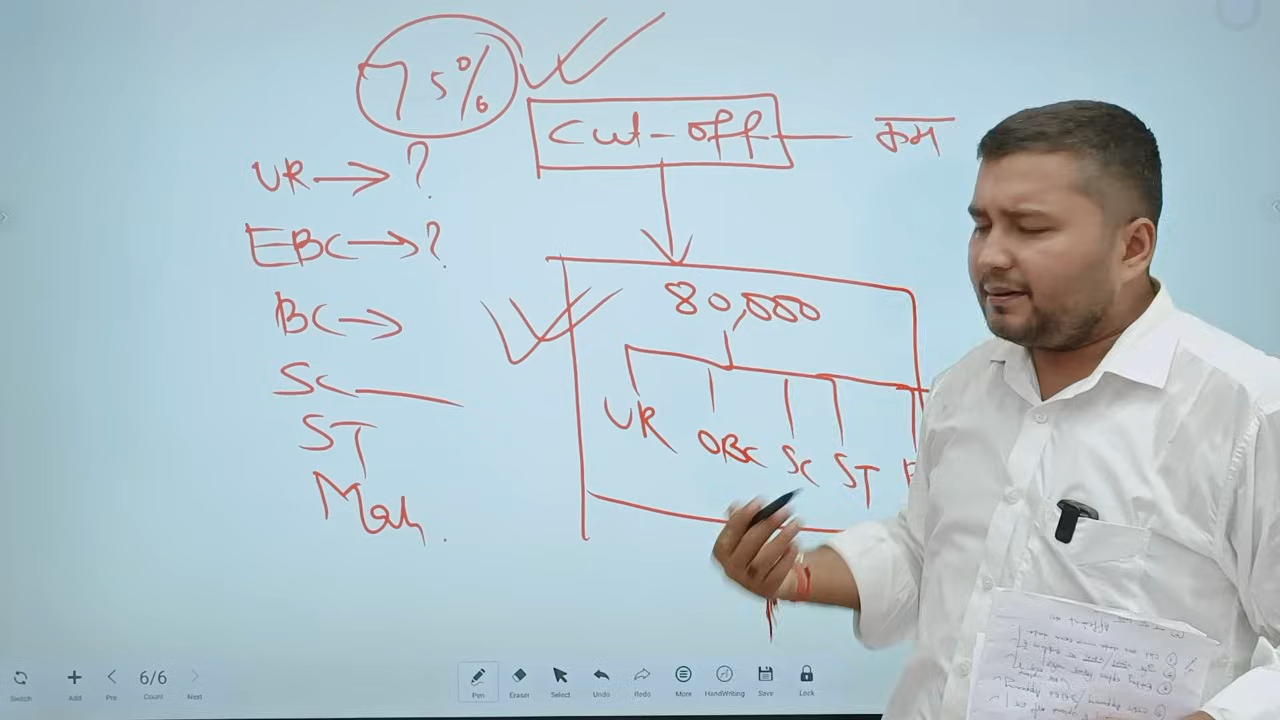 75%
Cut-off — कम
UR → ?
EBC → ?
BC →
SC
ST
Mah.
80,000
UR OBC SC ST
6/6
Switch Add Pre Count Next Pen Eraser Select Undo Redo More HandWriting Save Lock